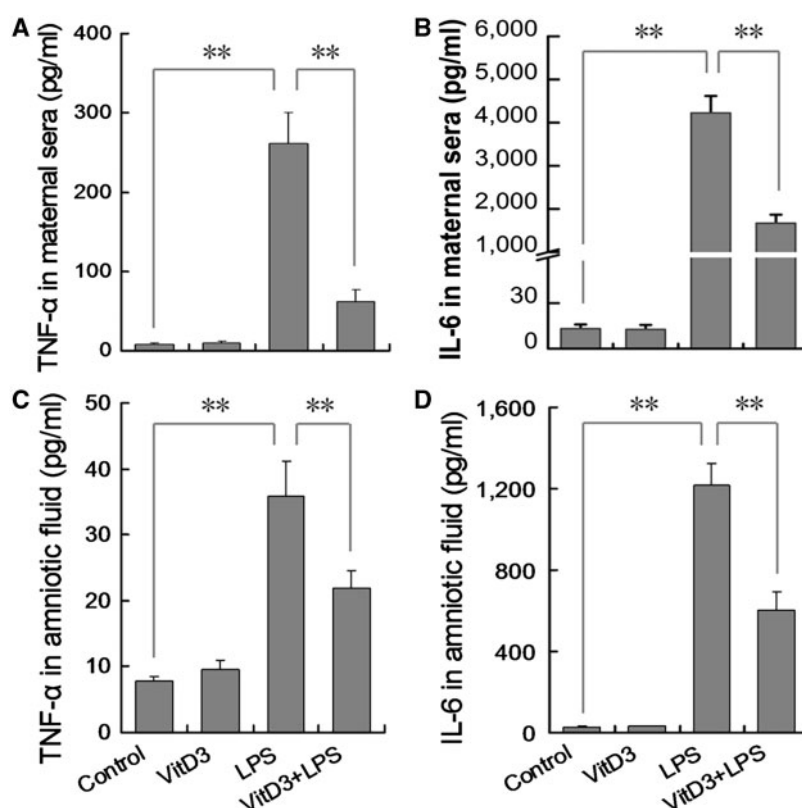 A
TNF-α in maternal sera (pg/ml)
400
300
200
100
0
** **
B
IL-6 in maternal sera (pg/ml)
6,000
5,000
4,000
3,000
2,000
1,000
30
0
** **
C
TNF-α in amniotic fluid (pg/ml)
50
40
30
20
10
0
** **
Control VitD3 LPS VitD3+LPS
D
IL-6 in amniotic fluid (pg/ml)
1,600
1,200
800
400
0
** **
Control VitD3 LPS VitD3+LPS